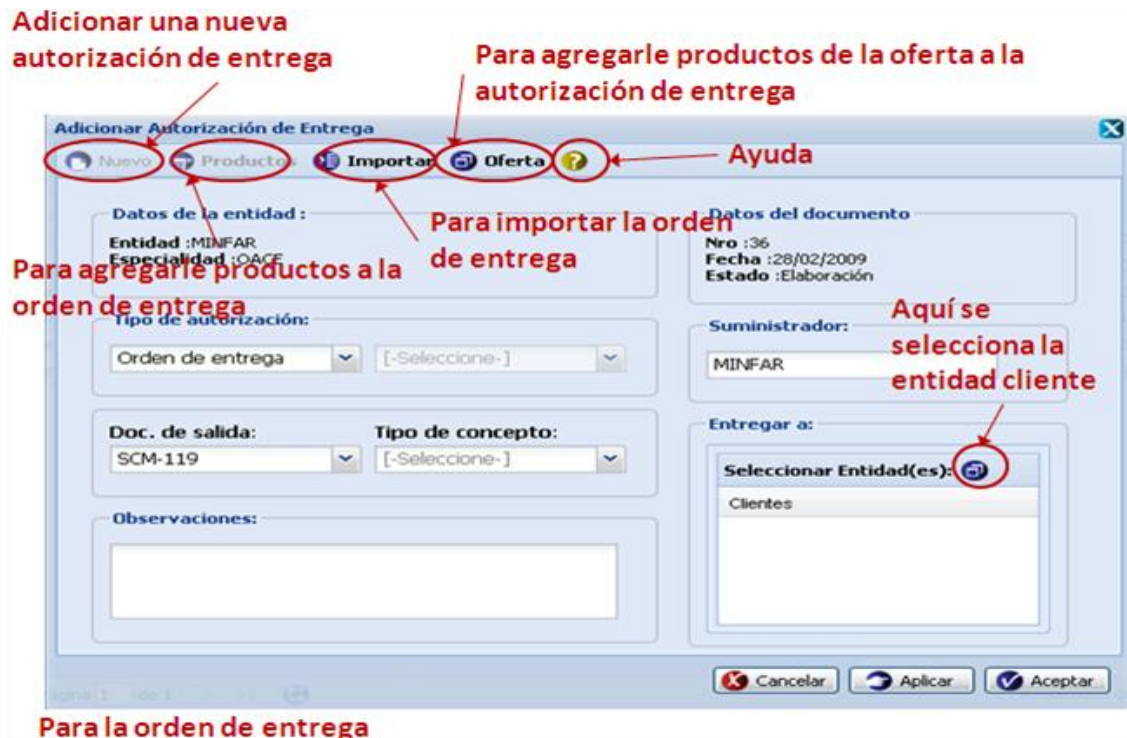 Adicionar una nueva
autorización de entrega
Para agregarle productos de la oferta a la
autorización de entrega
Adicionar Autorización de Entrega
Nuevo Productos Importar Oferta ?
Ayuda
Datos de la entidad :
Entidad :MINFAR
Especialidad :OACE
Para agregarle productos a la
orden de entrega
Para importar la orden
de entrega
Datos del documento
Nro :36
Fecha :28/02/2009
Estado :Elaboración
Tipo de autorización:
Orden de entrega [-Seleccione-]
Suministrador:
MINFAR
Aquí se
selecciona la
entidad cliente
Doc. de salida: Tipo de concepto:
SCM-119 [-Seleccione-]
Entregar a:
Seleccionar Entidad(es):
Clientes
Observaciones:
Cancelar Aplicar Aceptar
Para la orden de entrega